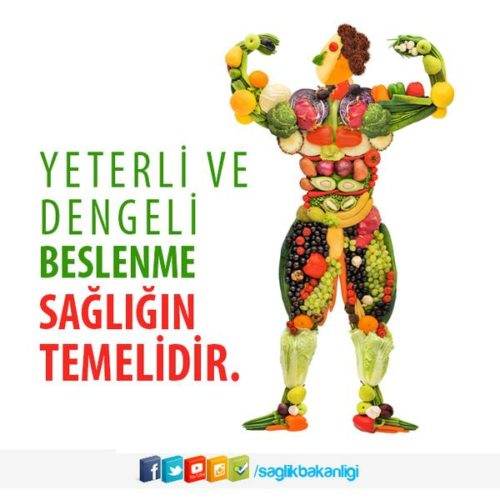 YETERLİ VE
DENGELİ
BESLENME
SAĞLIĞIN
TEMELİDİR.
/saglikbakanligi